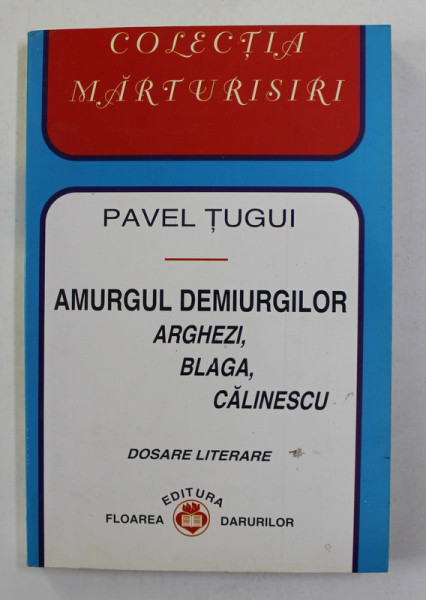 COLECȚIA
MĂRTURISIRI
PAVEL ȚUGUI
AMURGUL DEMIURGILOR
ARGHEZI,
BLAGA,
CĂLINESCU
DOSARE LITERARE
EDITURA
FLOAREA DARURILOR